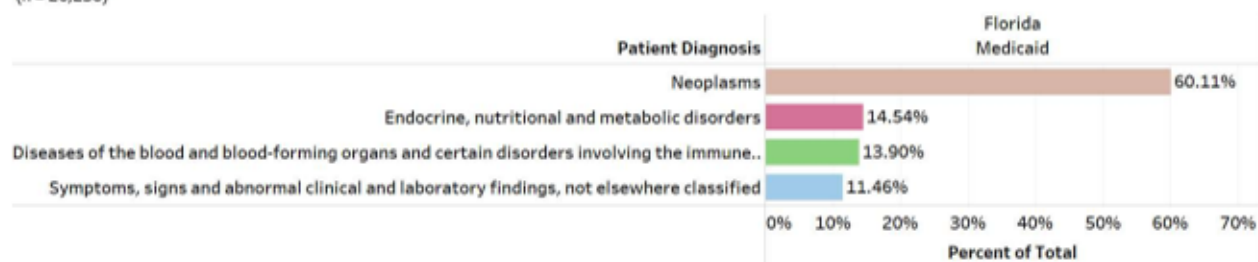 Florida
Patient Diagnosis Medicaid
Neoplasms 60.11%
Endocrine, nutritional and metabolic disorders 14.54%
Diseases of the blood and blood-forming organs and certain disorders involving the immune.. 13.90%
Symptoms, signs and abnormal clinical and laboratory findings, not elsewhere classified 11.46%
0% 10% 20% 30% 40% 50% 60% 70%
Percent of Total